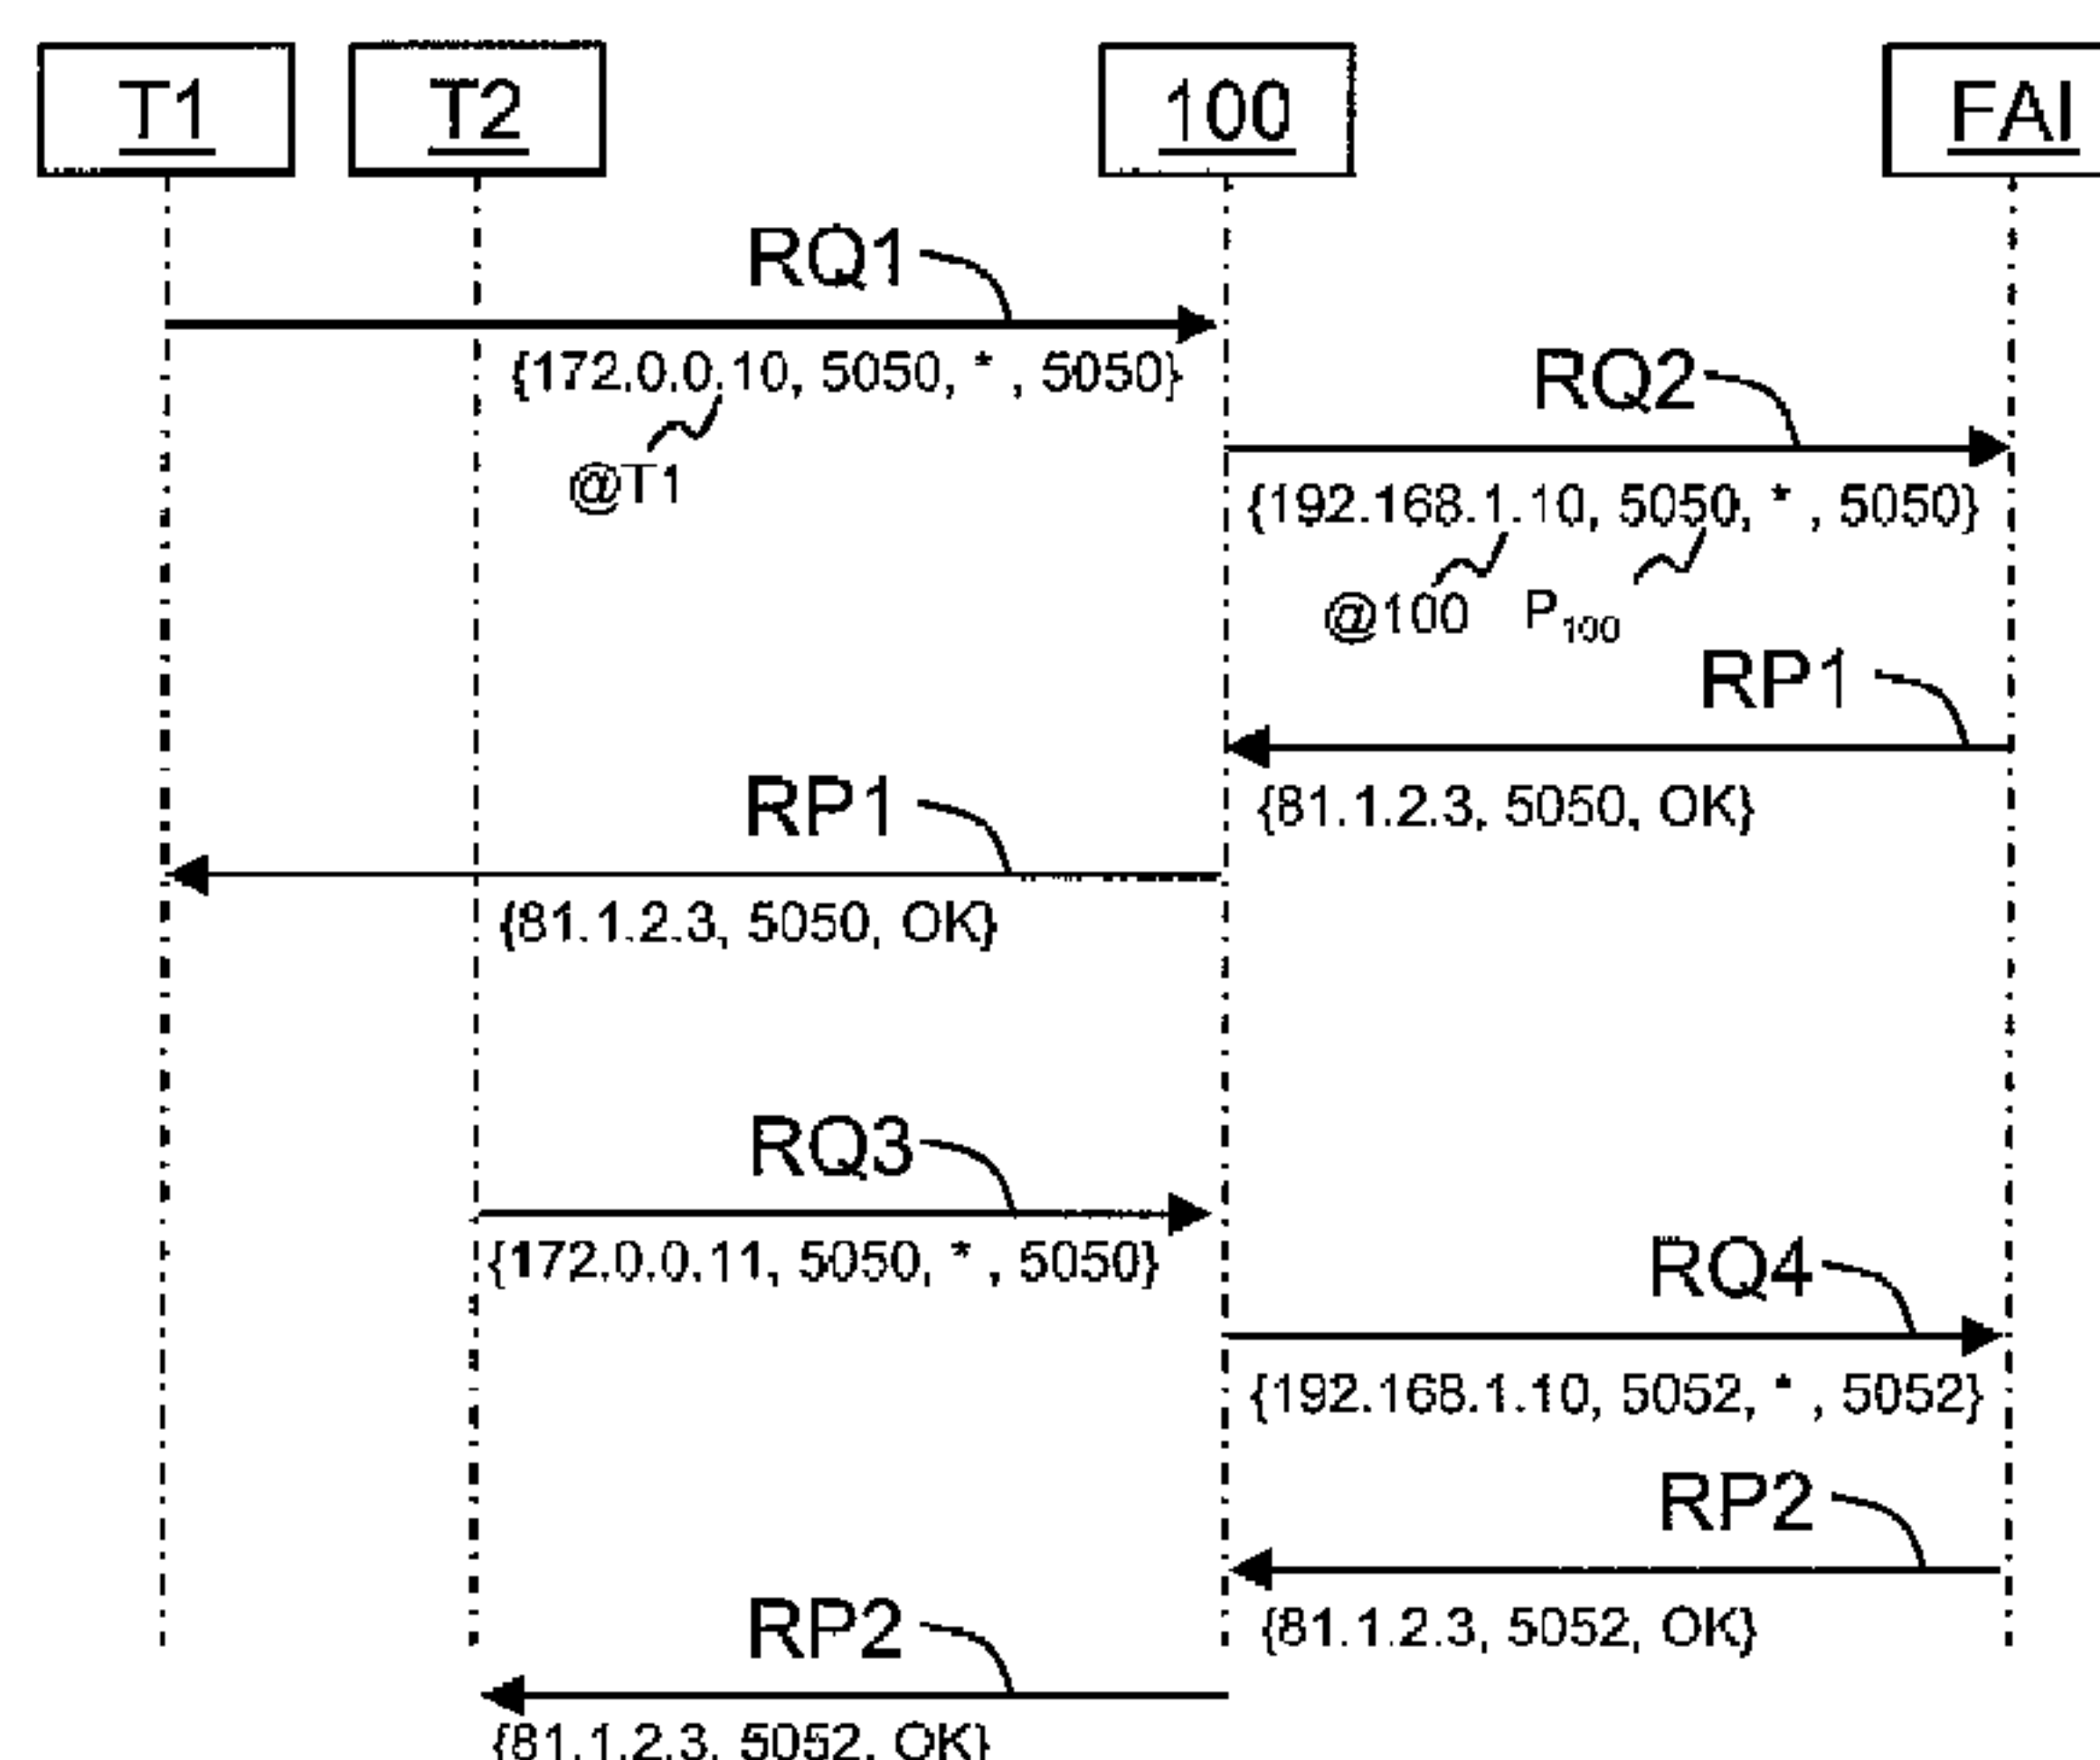 T1 T2 100 FAI
RQ1
{172.0.0.10, 5050, * , 5050}
@T1
RQ2
{192.168.1.10, 5050, * , 5050}
@100 P100
RP1
{81.1.2.3, 5050, OK}
RP1
{81.1.2.3, 5050, OK}
RQ3
{172.0.0.11, 5050, * , 5050}
RQ4
{192.168.1.10, 5052, * , 5052}
RP2
{81.1.2.3, 5052, OK}
RP2
{81.1.2.3, 5052, OK}